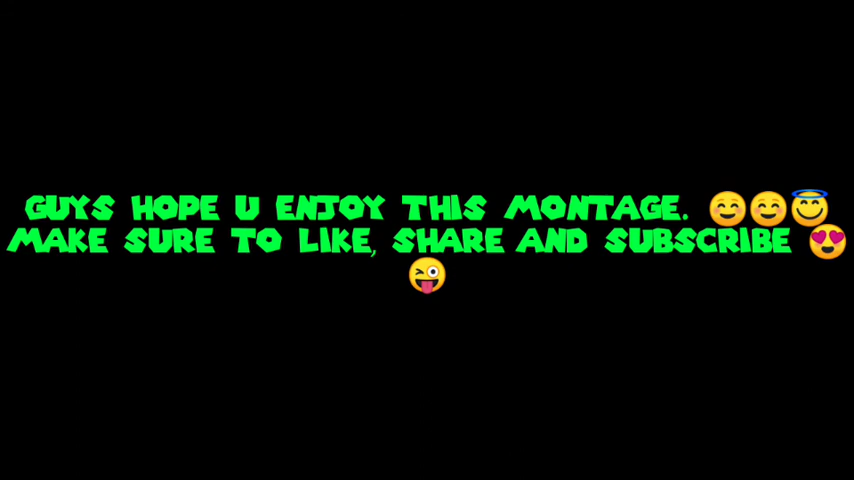 GUYS HOPE U ENJOY THIS MONTAGE. 😊😊😇
MAKE SURE TO LIKE, SHARE AND SUBSCRIBE 😍
😜